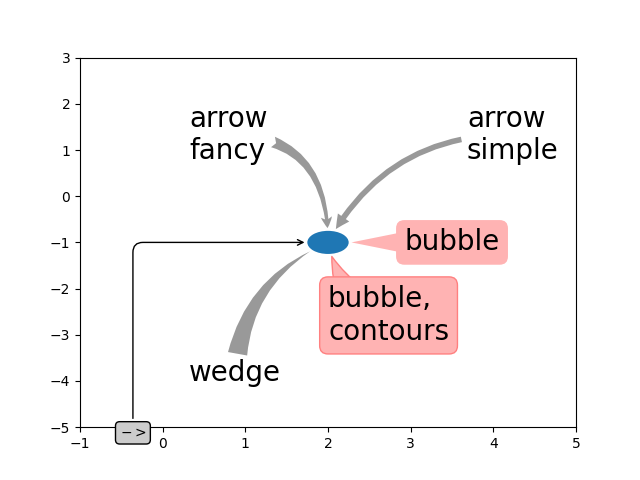 3
2
1
0
−1
−2
−3
−4
−5
arrow
fancy
arrow
simple
bubble
bubble,
contours
wedge
−>
−1 0 1 2 3 4 5